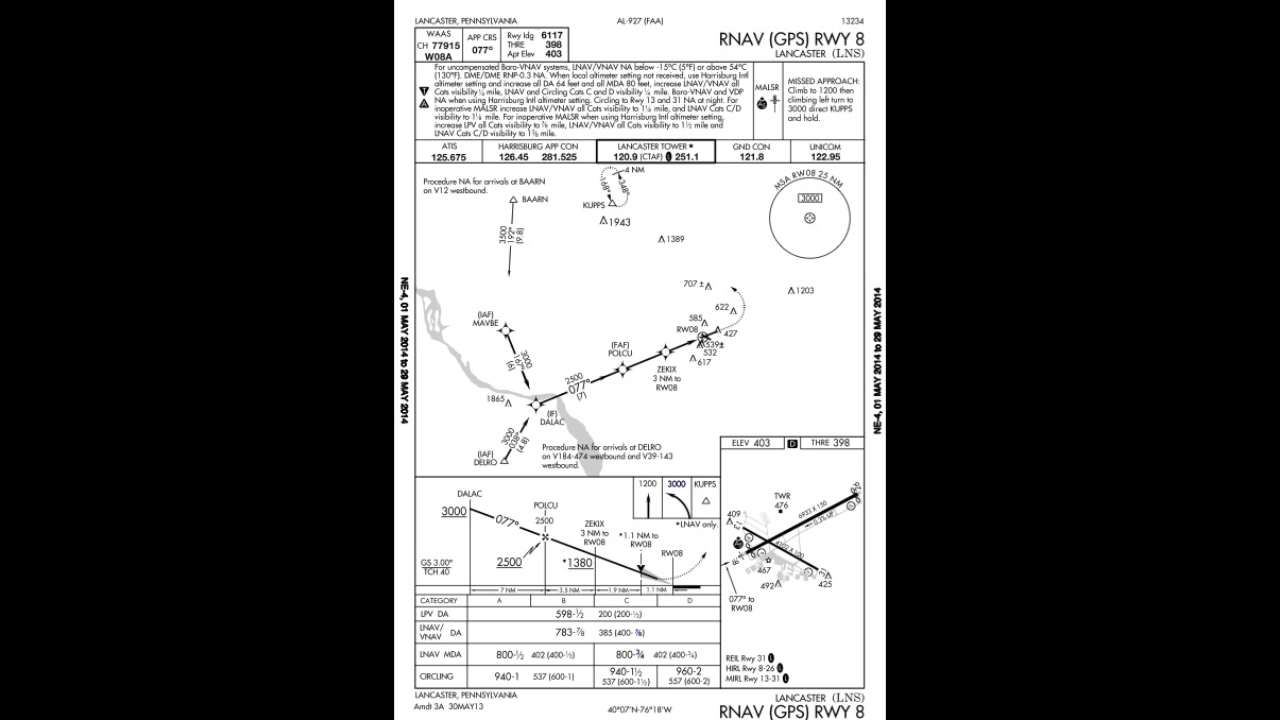 LANCASTER, PENNSYLVANIA
AL-927 (FAA)
13234
WAAS
CH 77915
W08A
APP CRS
077°
Rwy ldg 6117
THRE 398
Apt Elev 403
RNAV (GPS) RWY 8
LANCASTER (LNS)
For uncompensated Baro-VNAV systems, LNAV/VNAV NA below -15°C (5°F) or above 54°C
(130°F). DME/DME RNP-0.3 NA. When local altimeter setting not received, use Harrisburg Intl
altimeter setting and increase all DA 64 feet and all MDA 80 feet, increase LNAV/VNAV all
Cats visibility ¼ mile, LNAV and Circling Cats C and D visibility ¼ mile. Baro-VNAV and VDP
NA when using Harrisburg Intl altimeter setting. Circling to Rwy 13 and 31 NA at night. For
inoperative MALSR increase LNAV/VNAV all Cats visibility to 1¼ mile, and LNAV Cats C/D
visibility to 1¼ mile. For inoperative MALSR when using Harrisburg Intl altimeter setting,
increase LPV all Cats visibility to ⅞ mile, LNAV/VNAV all Cats visibility to 1½ mile and
LNAV Cats C/D visibility to 1⅜ mile.
MALSR
MISSED APPROACH:
Climb to 1200 then
climbing left turn to
3000 direct KUPPS
and hold.
ATIS
125.675
HARRISBURG APP CON
126.45 281.525
LANCASTER TOWER *
120.9 (CTAF) L 251.1
GND CON
121.8
UNICOM
122.95
Procedure NA for arrivals at BAARN
on V12 westbound.
4 NM
168°
348°
KUPPS
1943
MSA RW08 25 NM
3000
BAARN
3500
192°
(9.8)
1389
707 ±
1203
622
585
RW08
427
539±
532
617
(IAF)
MAVBE
3000
167°
(6)
(FAF)
POLCU
ZEKIX
3 NM to
RW08
2500
077°
(7)
1865
(IF)
DALAC
3000
038°
(4.8)
(IAF)
DELRO
Procedure NA for arrivals at DELRO
on V184-474 westbound and V39-143
westbound.
NE-4, 01 MAY 2014 to 29 MAY 2014
NE-4, 01 MAY 2014 to 29 MAY 2014
ELEV 403
D
THRE 398
1200
3000
KUPPS
*LNAV only.
DALAC
3000
077°
POLCU
2500
ZEKIX
3 NM to
RW08
*1.1 NM to
RW08
RW08
2500
*1380
GS 3.00°
TCH 40
7 NM
3.5 NM
1.9 NM
1.1 NM
TWR
476
409
6933 X 150
0.3% UP
4102 X 100
467
492
425
077° to
RW08
CATEGORY A B C D
LPV DA 598-½ 200 (200-½)
LNAV/
VNAV DA 783-⅞ 385 (400-⅞)
LNAV MDA 800-½ 402 (400-½) 800-¾ 402 (400-¾)
CIRCLING 940-1 537 (600-1) 940-1½ 537 (600-1½) 960-2 557 (600-2)
REIL Rwy 31 L
HIRL Rwy 8-26 L
MIRL Rwy 13-31 L
LANCASTER, PENNSYLVANIA
Amdt 3A 30MAY13
40°07'N-76°18'W
LANCASTER (LNS)
RNAV (GPS) RWY 8